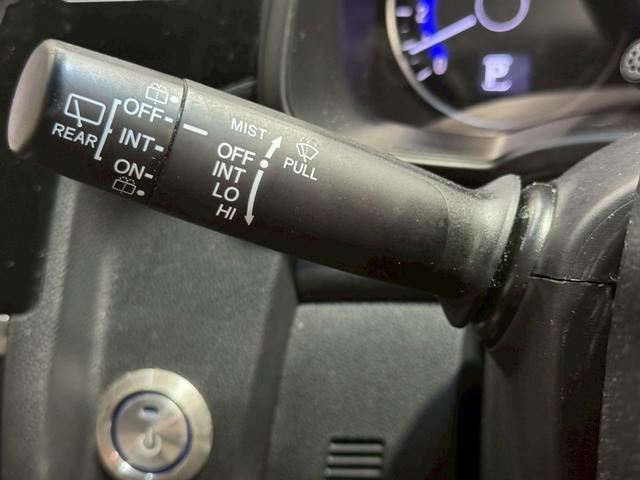 OFF
REAR
INT
ON
MIST
OFF
INT
LO
HI
PULL
P